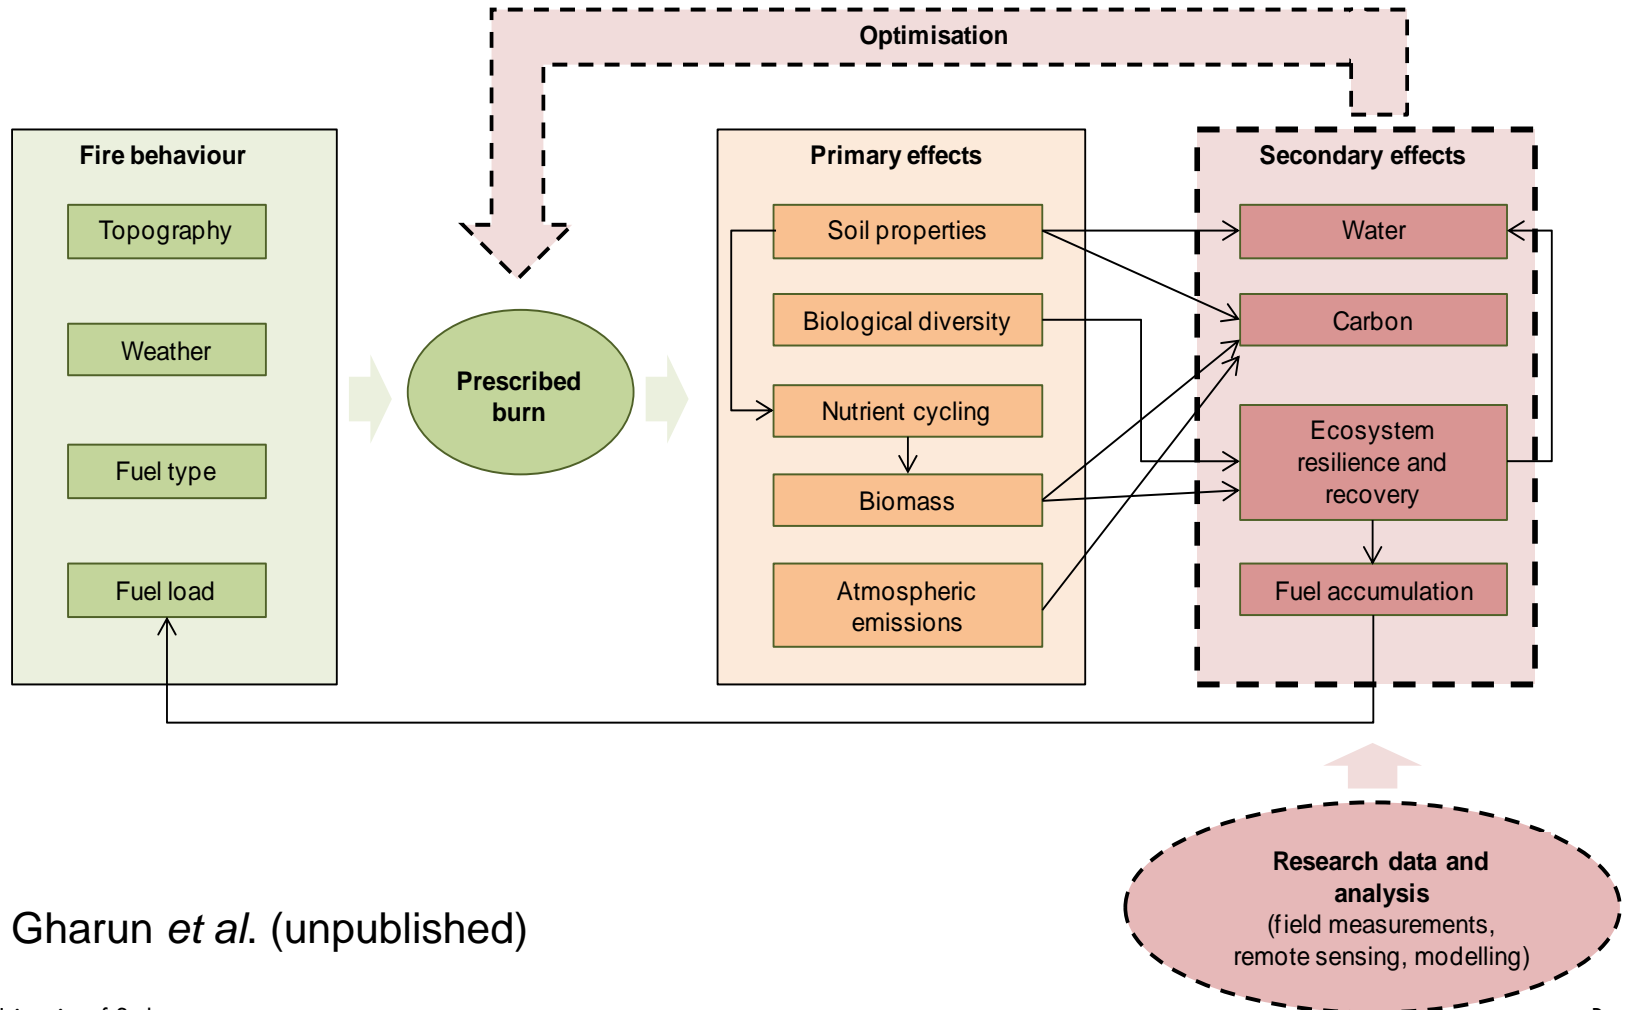 Optimisation
Fire behaviour
Topography
Weather
Fuel type
Fuel load
Prescribed
burn
Primary effects
Soil properties
Biological diversity
Nutrient cycling
Biomass
Atmospheric
emissions
Secondary effects
Water
Carbon
Ecosystem
resilience and
recovery
Fuel accumulation
Research data and
analysis
(field measurements,
remote sensing, modelling)
Gharun et al. (unpublished)